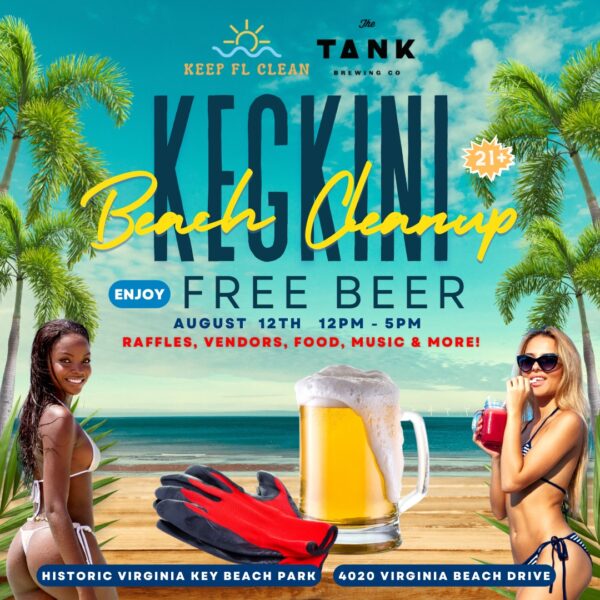 KEEP FL CLEAN
The
TANK
BREWING CO
KEGKINI
21+
Beach Cleanup
ENJOY FREE BEER
AUGUST 12TH 12PM - 5PM
RAFFLES, VENDORS, FOOD, MUSIC & MORE!
HISTORIC VIRGINIA KEY BEACH PARK
4020 VIRGINIA BEACH DRIVE